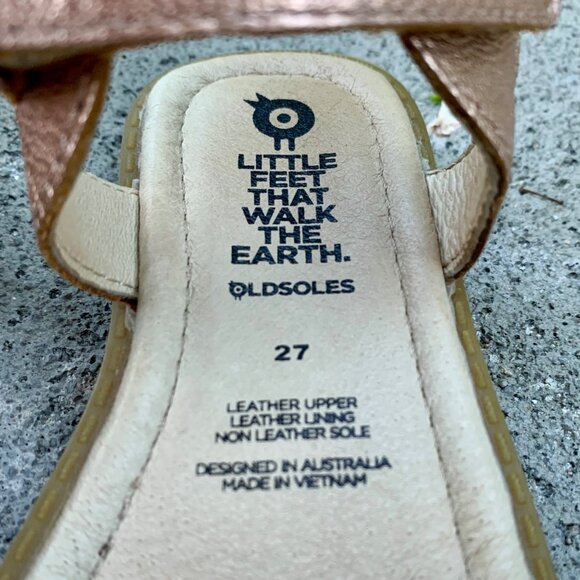 LITTLE
FEET
THAT
WALK
THE
EARTH.
OLDSOLES
27
LEATHER UPPER
LEATHER LINING
NON LEATHER SOLE
DESIGNED IN AUSTRALIA
MADE IN VIETNAM